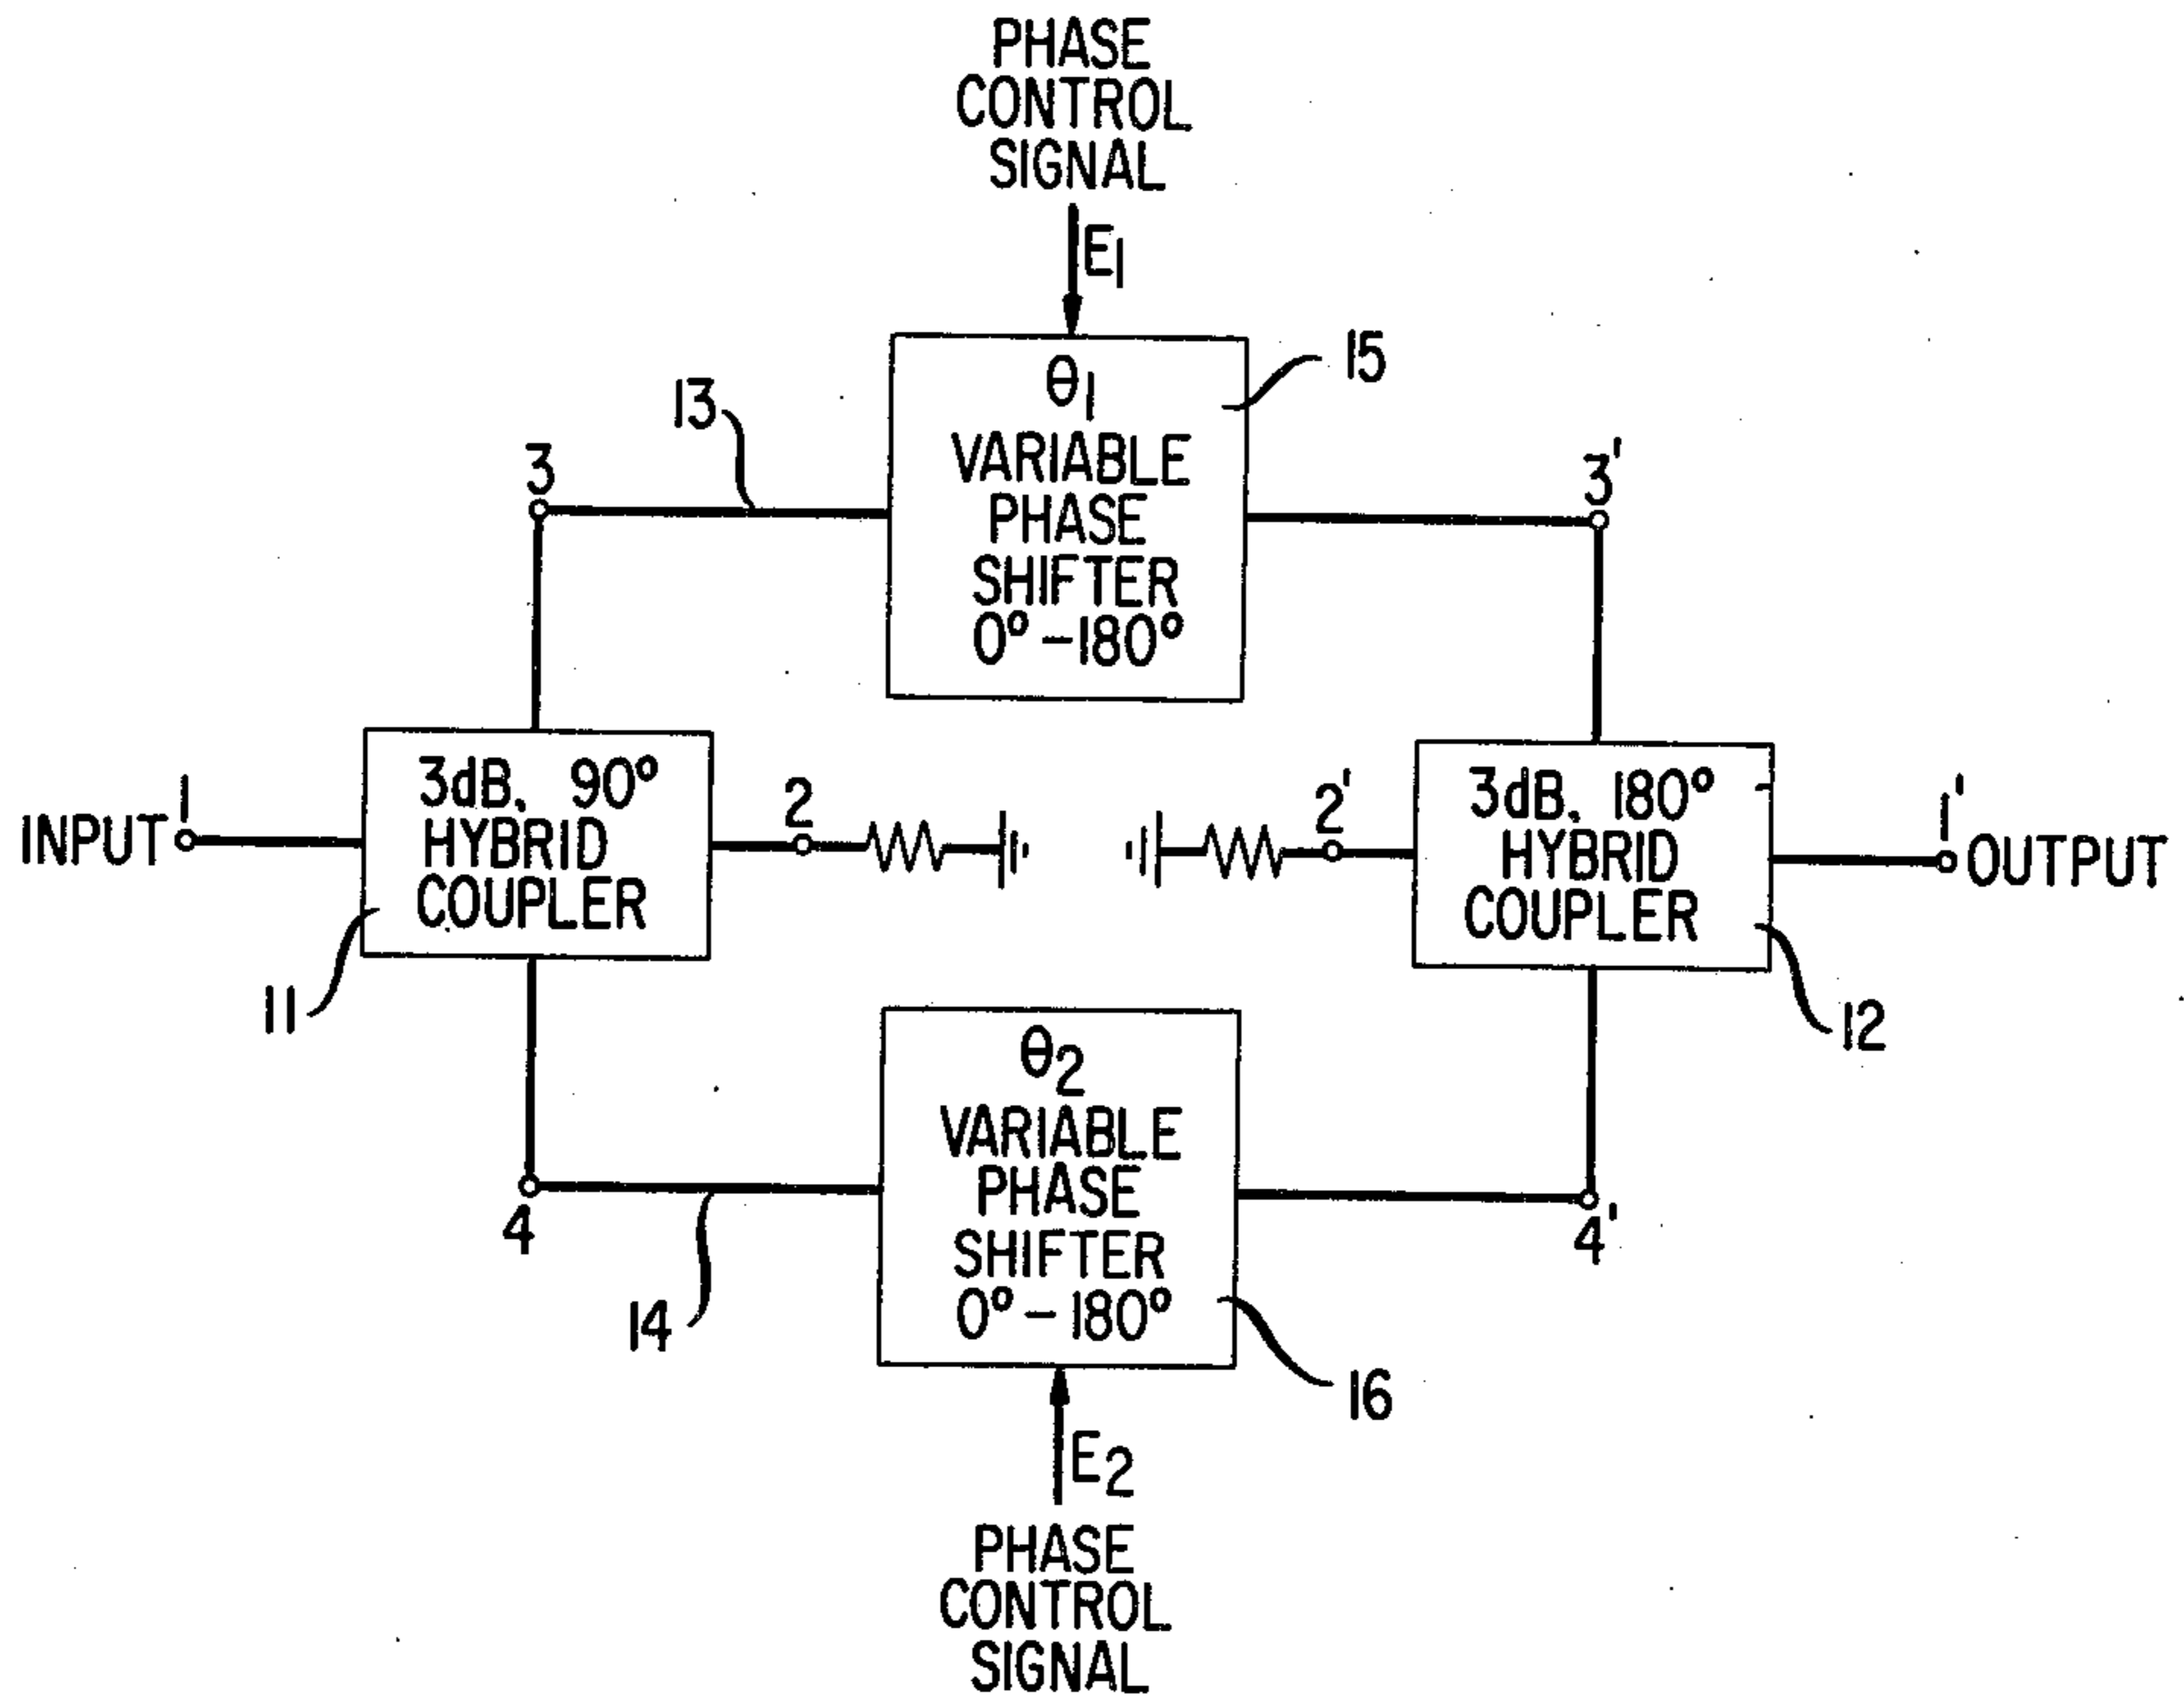 PHASE
CONTROL
SIGNAL
E1
15
θ1
VARIABLE
PHASE
SHIFTER
0°-180°
13
3
3'
INPUT
1
3dB, 90°
HYBRID
COUPLER
2
2'
3dB, 180°
HYBRID
COUPLER
1'
OUTPUT
11
12
θ2
VARIABLE
PHASE
SHIFTER
0°-180°
4
4'
14
16
E2
PHASE
CONTROL
SIGNAL